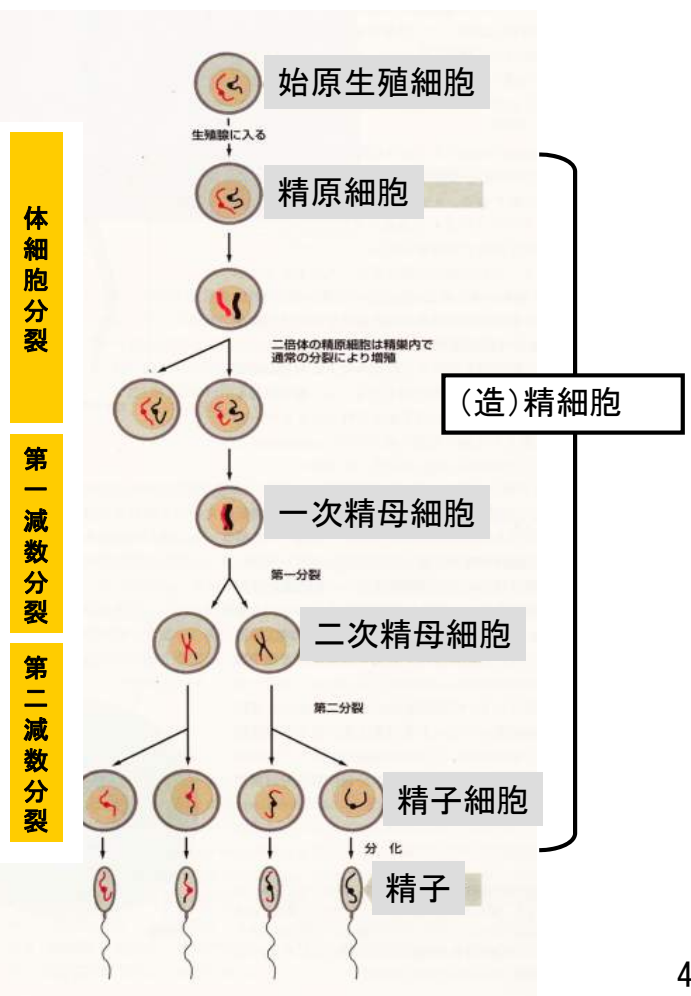 始原生殖細胞
生殖腺に入る
精原細胞
体細胞分裂
二倍体の精原細胞は精巣内で
通常の分裂により増殖
(造)精細胞
第一減数分裂
一次精母細胞
第一分裂
二次精母細胞
第二減数分裂
第二分裂
精子細胞
分 化
精子
4